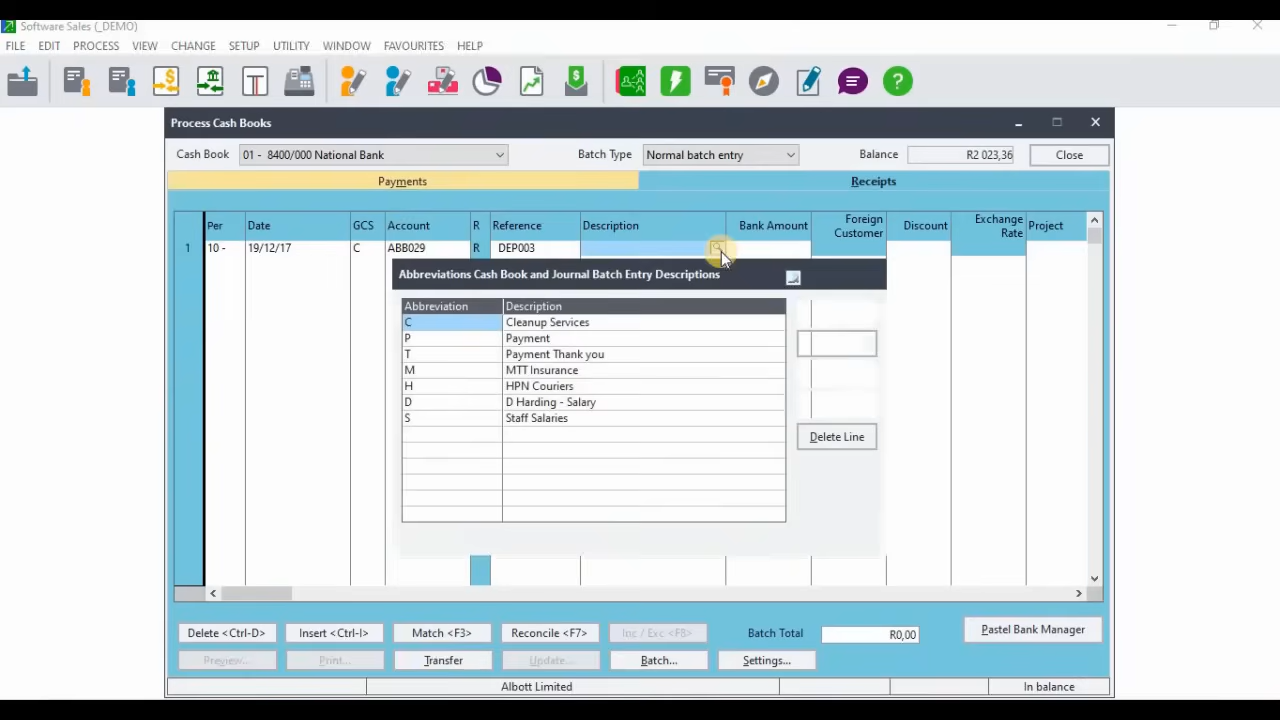 Software Sales (_DEMO)
FILE EDIT PROCESS VIEW CHANGE SETUP UTILITY WINDOW FAVOURITES HELP
Process Cash Books
Cash Book 01 - 8400/000 National Bank Batch Type Normal batch entry Balance R2 023,36 Close
Payments Receipts
Per Date GCS Account R Reference Description Bank Amount Foreign Customer Discount Exchange Rate Project
1 10 - 19/12/17 C ABB029 R DEP003
Abbreviations Cash Book and Journal Batch Entry Descriptions
Abbreviation Description
C Cleanup Services
P Payment
T Payment Thank you
M MTT Insurance
H HPN Couriers
D D Harding - Salary
S Staff Salaries
Delete Line
Delete <Ctrl-D> Insert <Ctrl-I> Match <F3> Reconcile <F7> Inc / Exc <F8> Batch Total R0,00 Pastel Bank Manager
Preview... Print... Transfer Update... Batch... Settings...
Albott Limited In balance